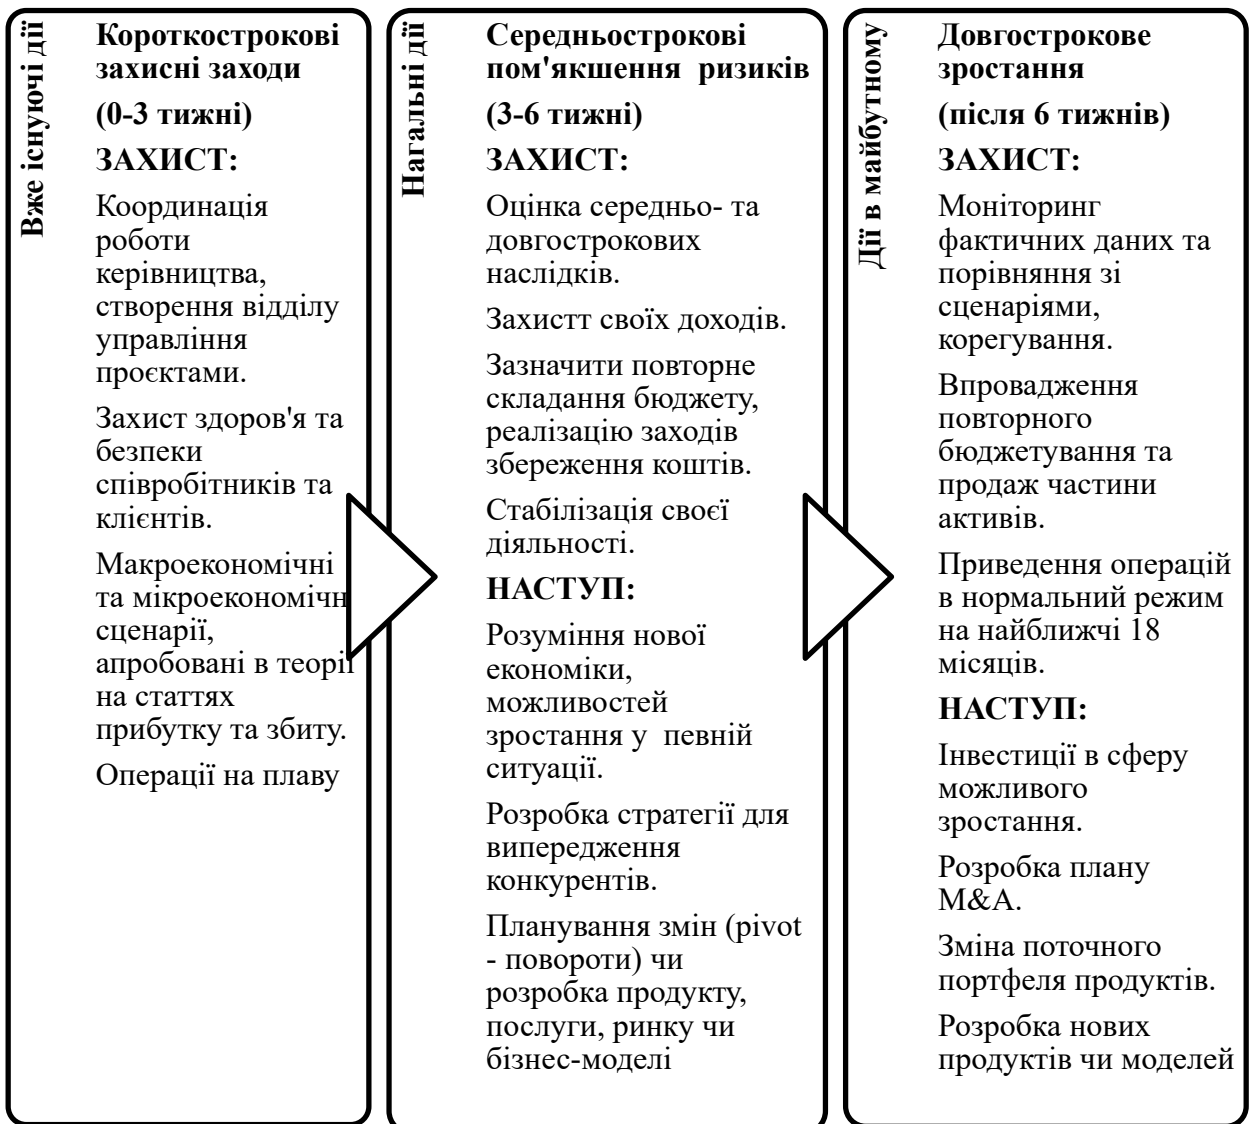 Вже існуючі дії
Короткострокові
захисні заходи
(0-3 тижні)
ЗАХИСТ:
Координація
роботи
керівництва,
створення відділу
управління
проєктами.
Захист здоров'я та
безпеки
співробітників та
клієнтів.
Макроекономічні
та мікроекономічн
сценарії,
апробовані в теорії
на статтях
прибутку та збиту.
Операції на плаву
Нагальні дії
Середньострокові
пом'якшення ризиків
(3-6 тижні)
ЗАХИСТ:
Оцінка середньо- та
довгострокових
наслідків.
Захистт своїх доходів.
Зазначити повторне
складання бюджету,
реалізацію заходів
збереження коштів.
Стабілізація своєї
діяльності.
НАСТУП:
Розуміння нової
економіки,
можливостей
зростання у певній
ситуації.
Розробка стратегії для
випередження
конкурентів.
Планування змін (pivot
- повороти) чи
розробка продукту,
послуги, ринку чи
бізнес-моделі
Дії в майбутному
Довгострокове
зростання
(після 6 тижнів)
ЗАХИСТ:
Моніторинг
фактичних даних та
порівняння зі
сценаріями,
корегування.
Впровадження
повторного
бюджетування та
продаж частини
активів.
Приведення операцій
в нормальний режим
на найближчі 18
місяців.
НАСТУП:
Інвестиції в сферу
можливого
зростання.
Розробка плану
M&A.
Зміна поточного
портфеля продуктів.
Розробка нових
продуктів чи моделей